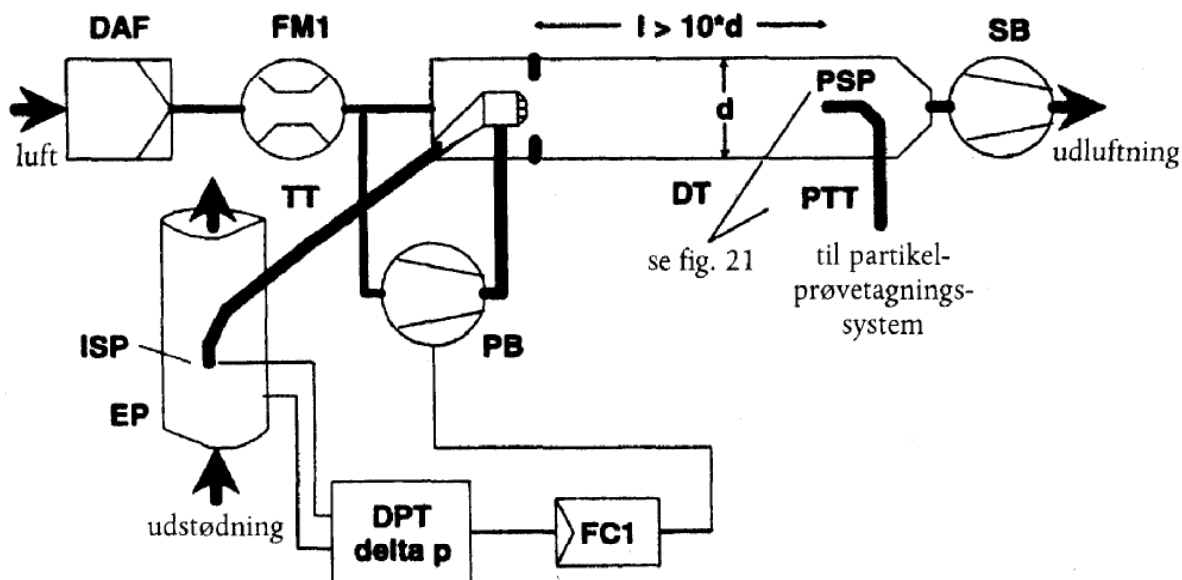 DAF
FM1
l > 10*d
SB
PSP
d
luft
udluftning
TT
DT
PTT
se fig. 21
til partikel-
prøvetagnings-
system
ISP
PB
EP
udstødning
DPT
delta p
FC1